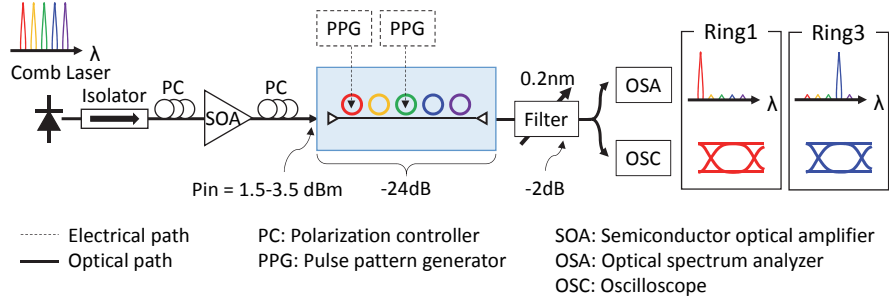 PPG PPG
Ring1 Ring3
λ
Comb Laser
Isolator PC PC
SOA
0.2nm
Filter
OSA
OSC
λ λ
Pin = 1.5-3.5 dBm
-24dB
-2dB
Electrical path
Optical path
PC: Polarization controller
PPG: Pulse pattern generator
SOA: Semiconductor optical amplifier
OSA: Optical spectrum analyzer
OSC: Oscilloscope